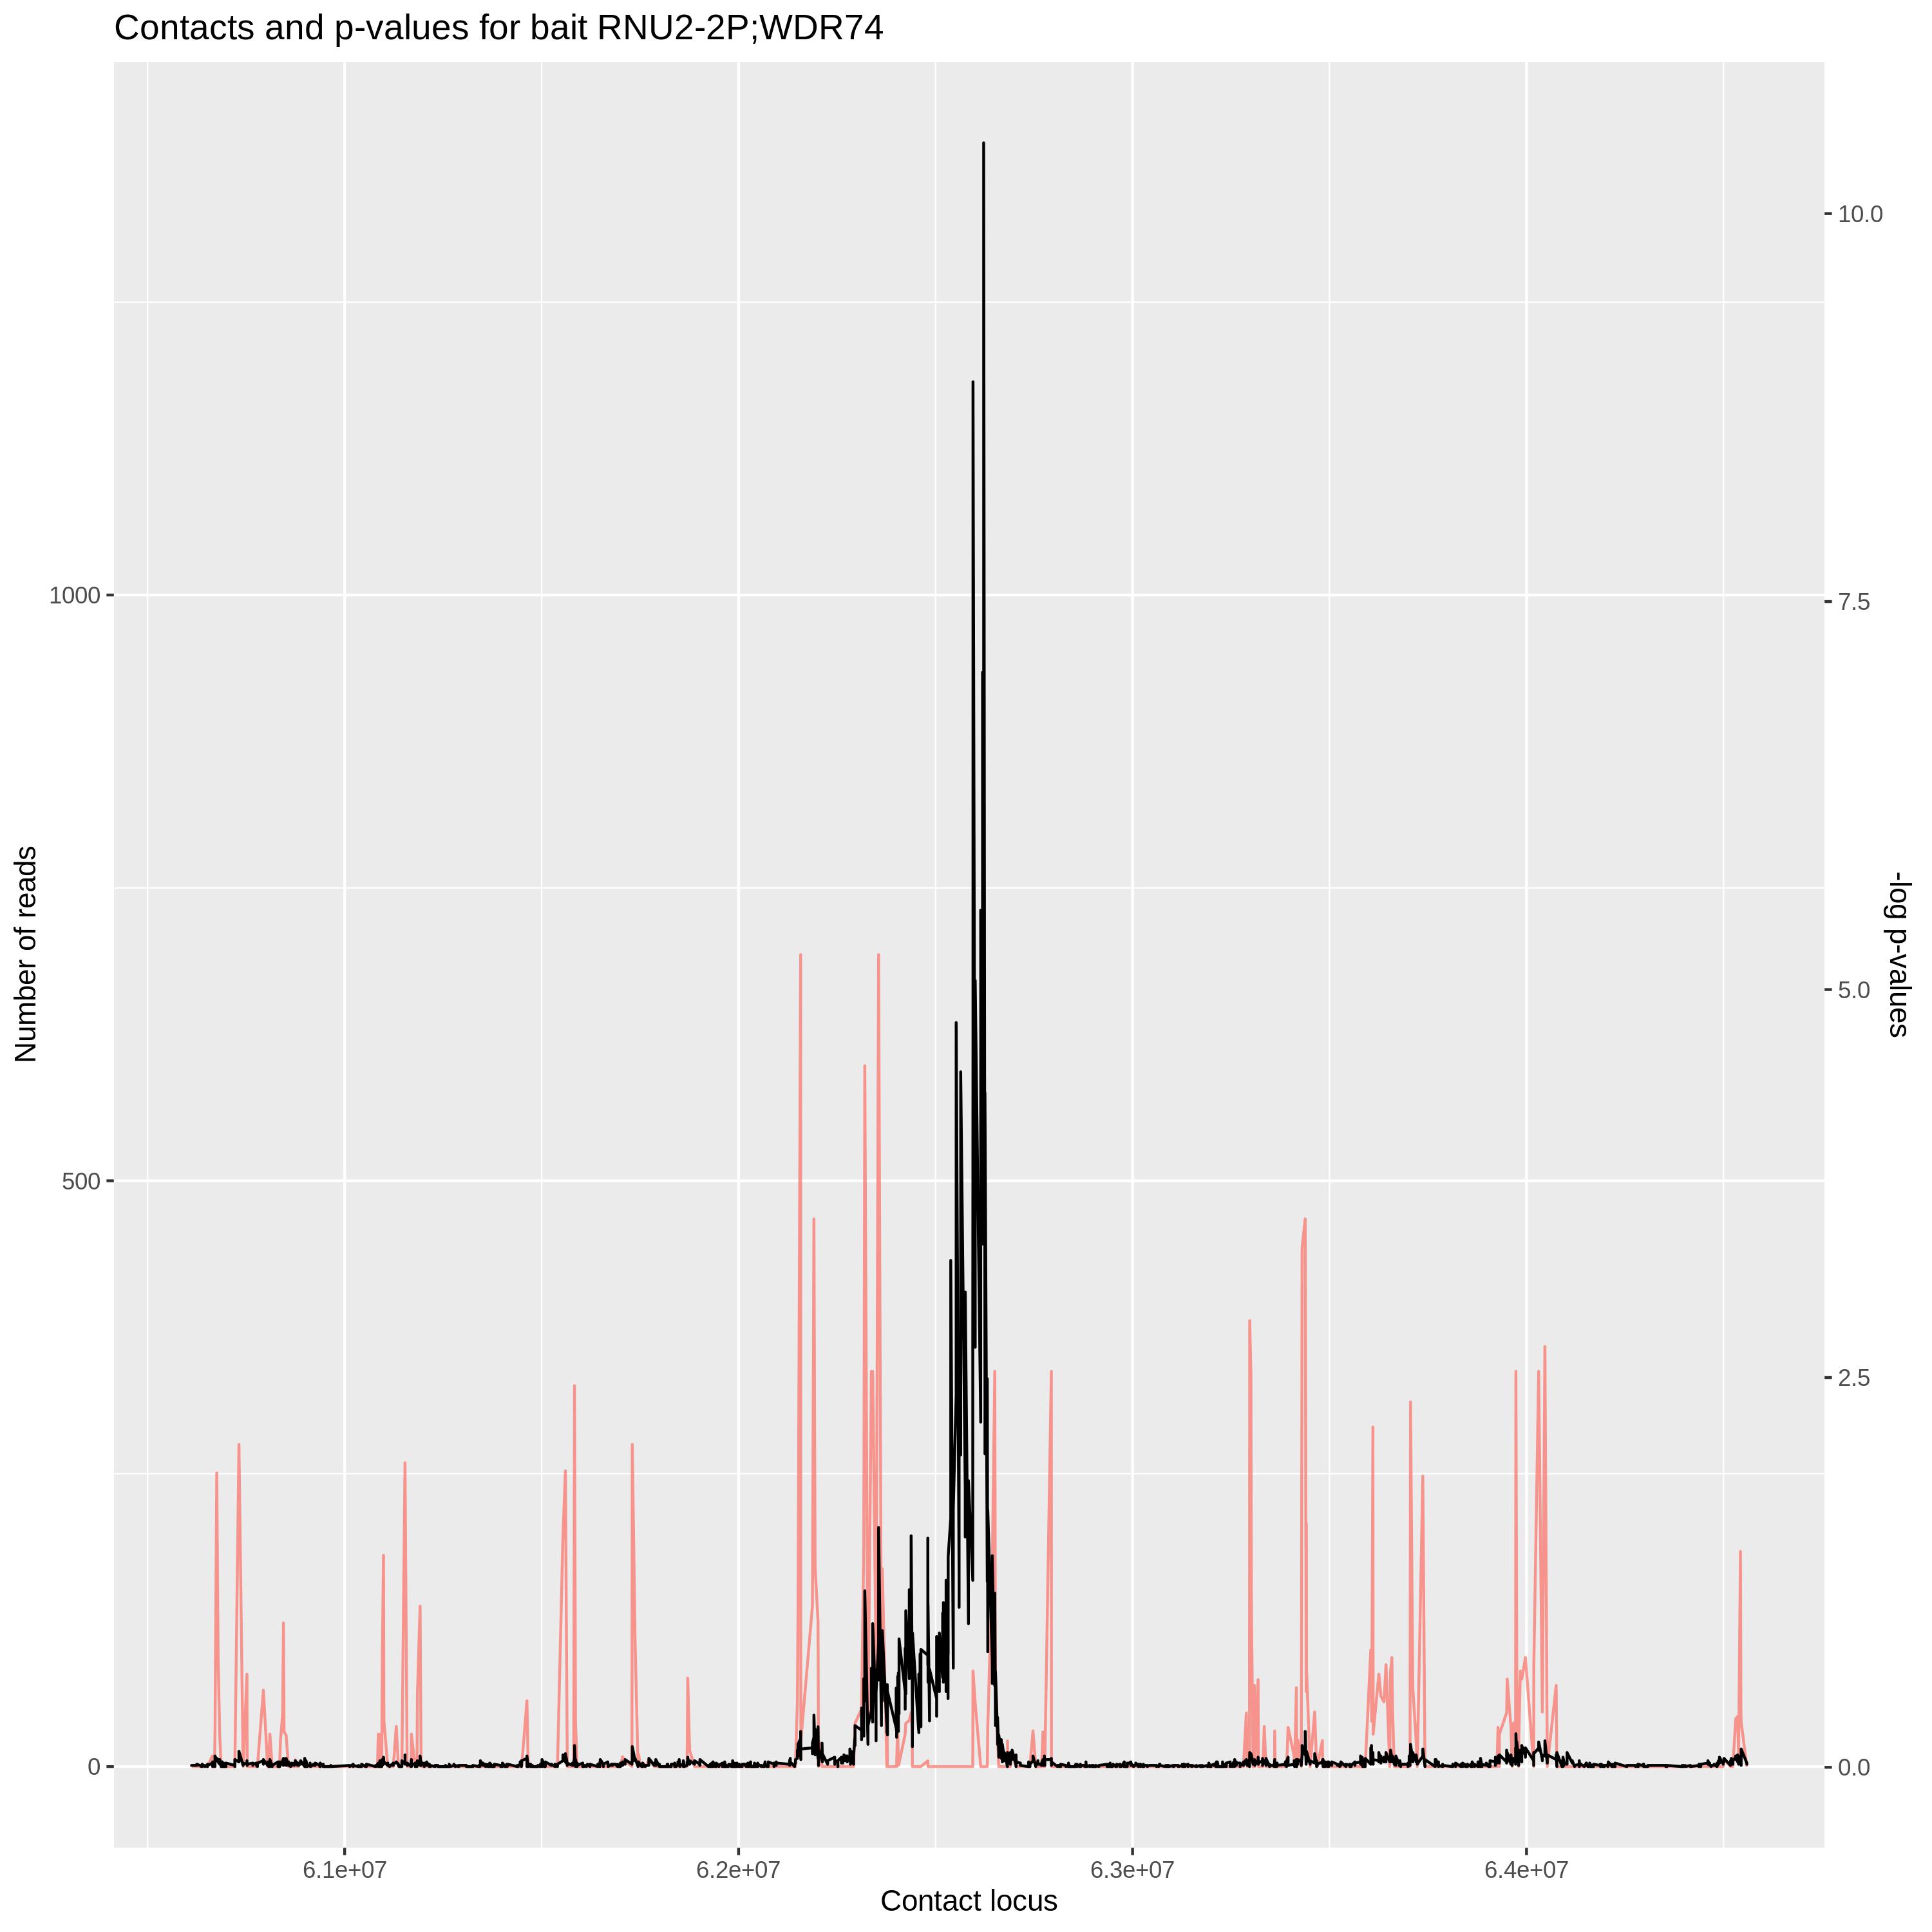 Contacts and p-values for bait RNU2-2P;WDR74
Number of reads
1000
500
0
10.0
7.5
5.0
2.5
0.0
-log p-values
6.1e+07 6.2e+07 6.3e+07 6.4e+07
Contact locus